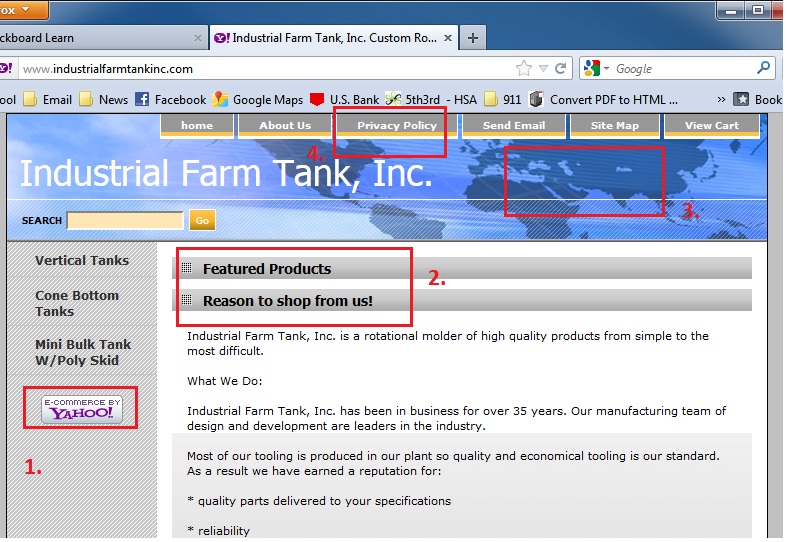 ox
ckboard Learn
Industrial Farm Tank, Inc. Custom Ro...
www.industrialfarmtankinc.com
Google
ool Email News Facebook Google Maps U.S. Bank 5th3rd - HSA 911 Convert PDF to HTML ... » Book
home About Us Privacy Policy Send Email Site Map View Cart
4.
Industrial Farm Tank, Inc.
3.
SEARCH Go
Vertical Tanks
Cone Bottom
Tanks
Mini Bulk Tank
W/Poly Skid
E-COMMERCE BY
YAHOO!
1.
Featured Products
2.
Reason to shop from us!
Industrial Farm Tank, Inc. is a rotational molder of high quality products from simple to the
most difficult.
What We Do:
Industrial Farm Tank, Inc. has been in business for over 35 years. Our manufacturing team of
design and development are leaders in the industry.
Most of our tooling is produced in our plant so quality and economical tooling is our standard.
As a result we have earned a reputation for:
* quality parts delivered to your specifications
* reliability